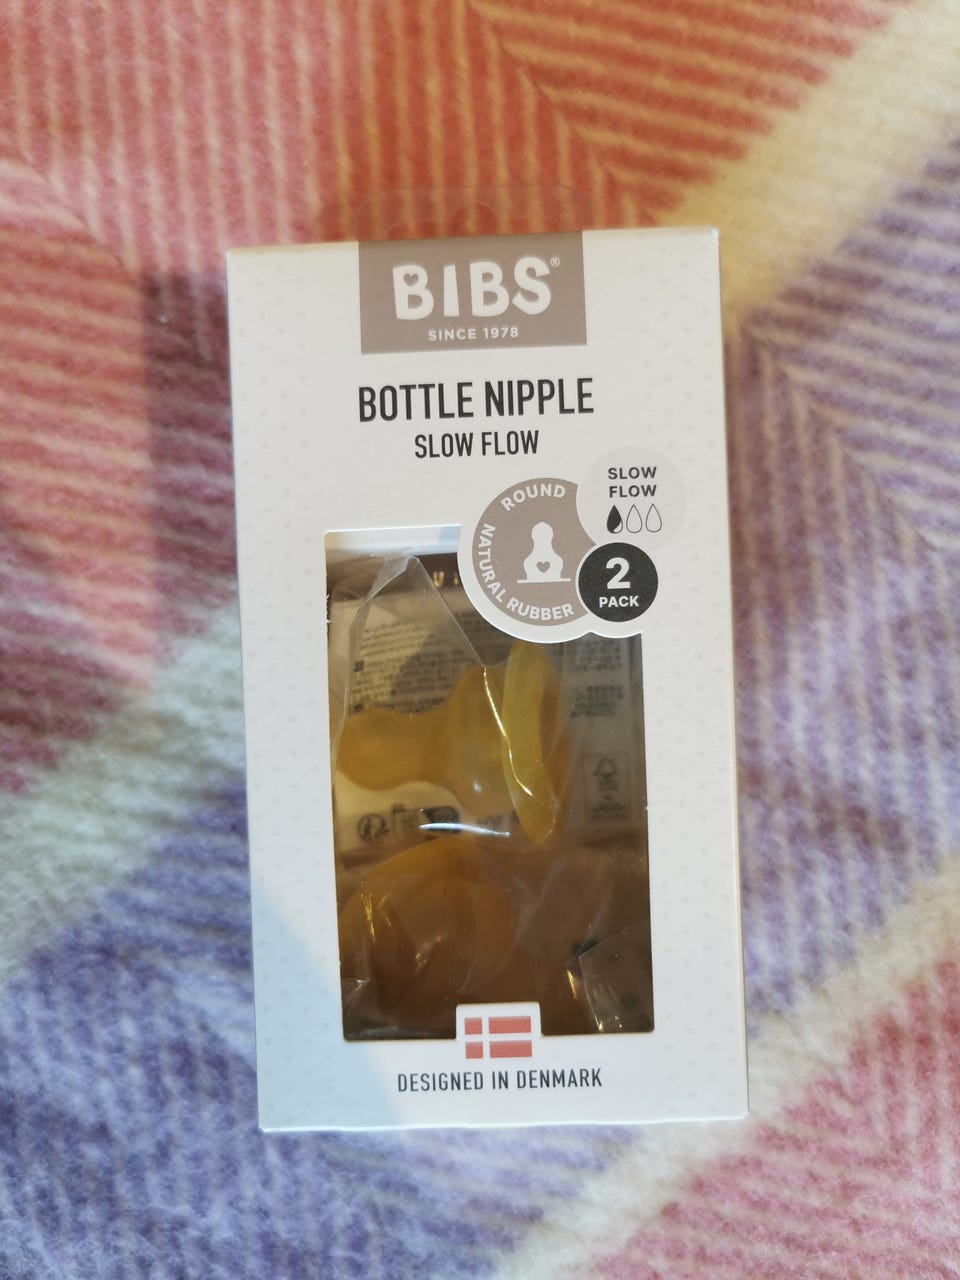 BIBS®
SINCE 1978
BOTTLE NIPPLE
SLOW FLOW
SLOW
FLOW
ROUND
NATURAL RUBBER
2
PACK
DESIGNED IN DENMARK